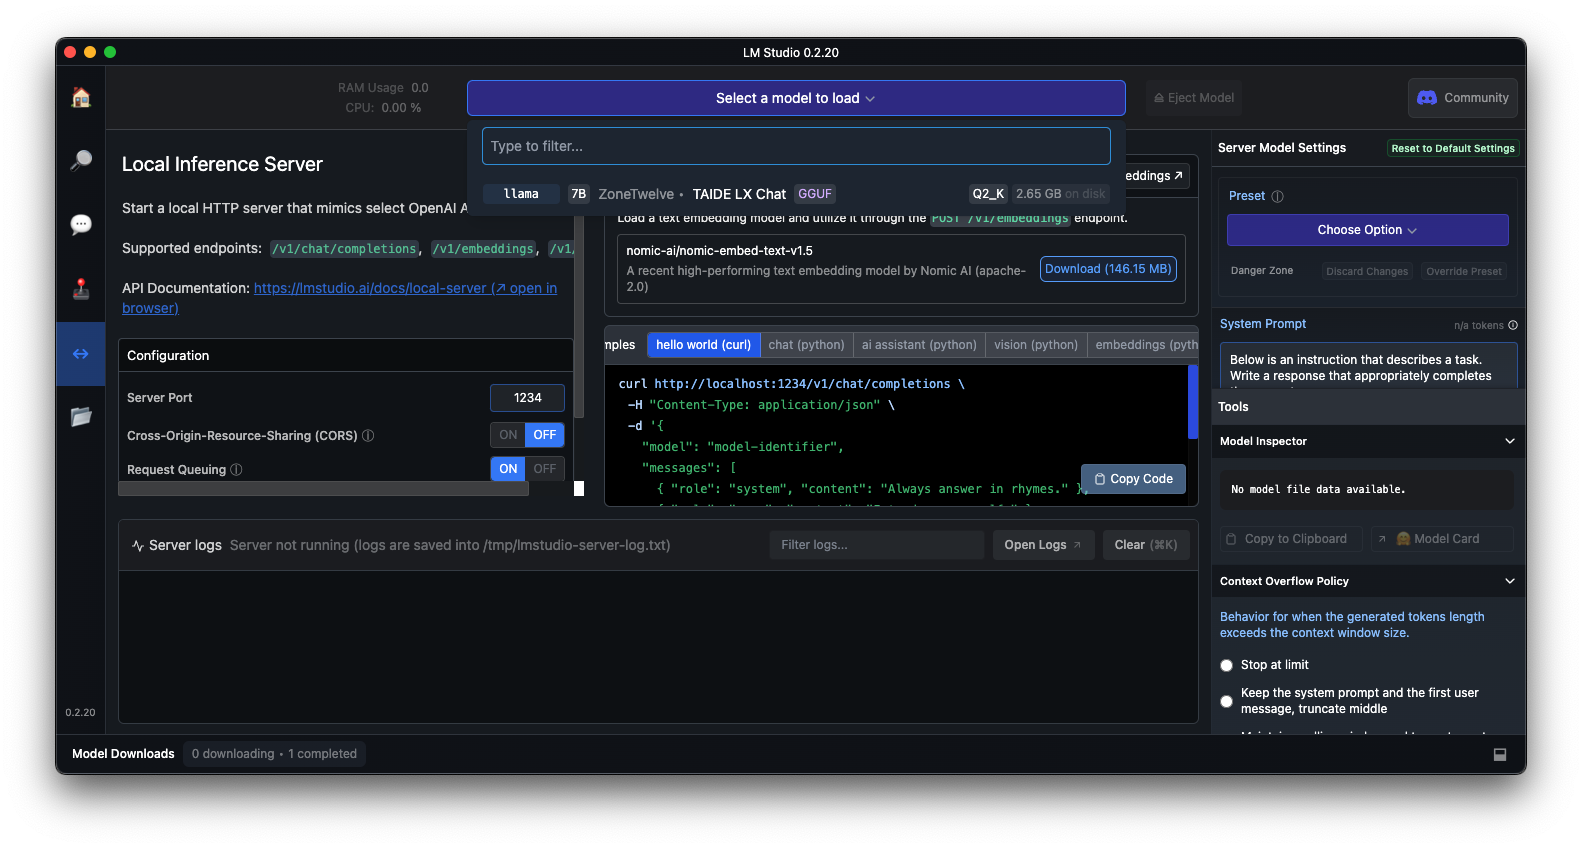 LM Studio 0.2.20
RAM Usage 0.0
CPU: 0.00 %
Select a model to load
Eject Model
Community
Type to filter...
llama 7B ZoneTwelve • TAIDE LX Chat GGUF Q2_K 2.65 GB on disk
Local Inference Server
Start a local HTTP server that mimics select OpenAI A
Supported endpoints: /v1/chat/completions, /v1/embeddings, /v1/
API Documentation: https://lmstudio.ai/docs/local-server (↗ open in
browser)
Configuration
Server Port 1234
Cross-Origin-Resource-Sharing (CORS) ON OFF
Request Queuing ON OFF
eddings ↗
Load a text embedding model and utilize it through the POST /v1/embeddings endpoint.
nomic-ai/nomic-embed-text-v1.5
A recent high-performing text embedding model by Nomic AI (apache-
2.0)
Download (146.15 MB)
mples hello world (curl) chat (python) ai assistant (python) vision (python) embeddings (pyth
curl http://localhost:1234/v1/chat/completions \
-H "Content-Type: application/json" \
-d '{
"model": "model-identifier",
"messages": [
{ "role": "system", "content": "Always answer in rhymes." },
Copy Code
Server logs Server not running (logs are saved into /tmp/lmstudio-server-log.txt)
Filter logs...
Open Logs ↗
Clear (⌘K)
Server Model Settings
Reset to Default Settings
Preset
Choose Option
Danger Zone Discard Changes Override Preset
System Prompt n/a tokens
Below is an instruction that describes a task.
Write a response that appropriately completes
Tools
Model Inspector
No model file data available.
Copy to Clipboard
↗ Model Card
Context Overflow Policy
Behavior for when the generated tokens length
exceeds the context window size.
Stop at limit
Keep the system prompt and the first user
message, truncate middle
0.2.20
Model Downloads 0 downloading • 1 completed